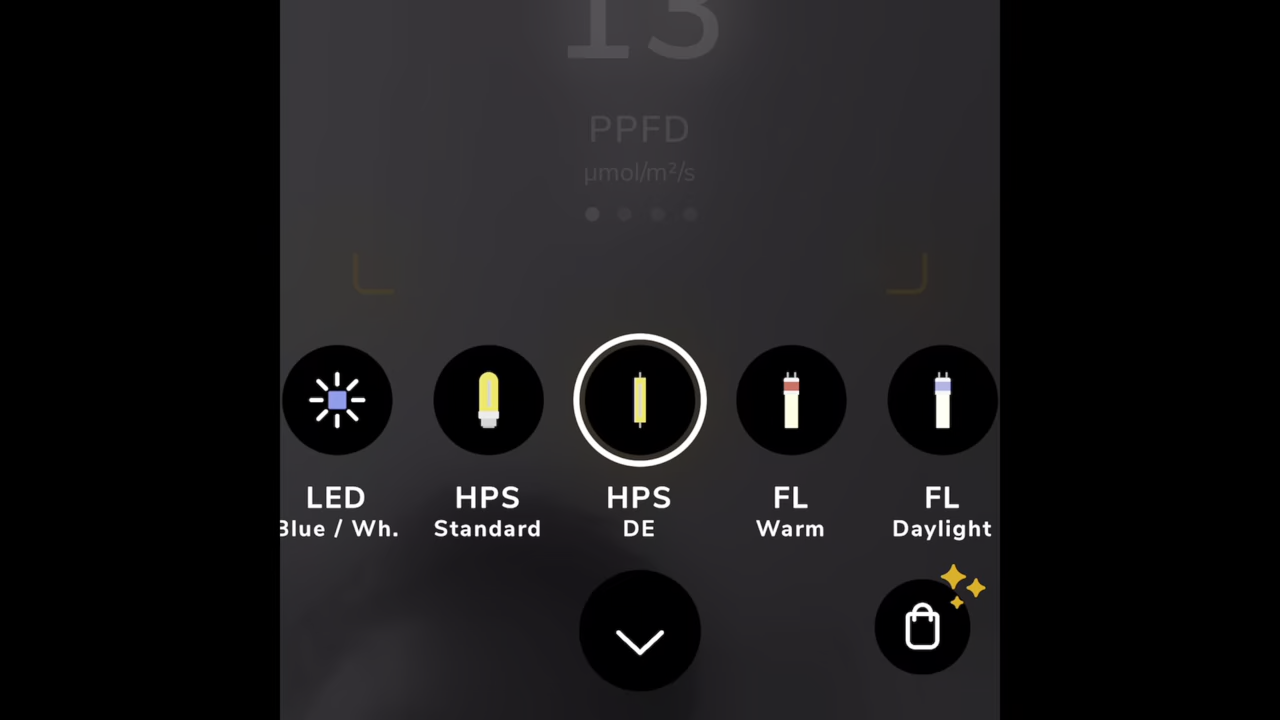 13
PPFD
μmol/m²/s
LED HPS HPS FL FL
Blue / Wh. Standard DE Warm Daylight